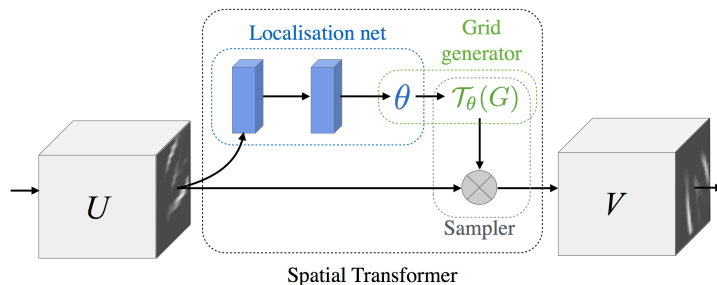 Localisation net
Grid
generator
θ
𝒯θ(G)
U
V
Sampler
Spatial Transformer